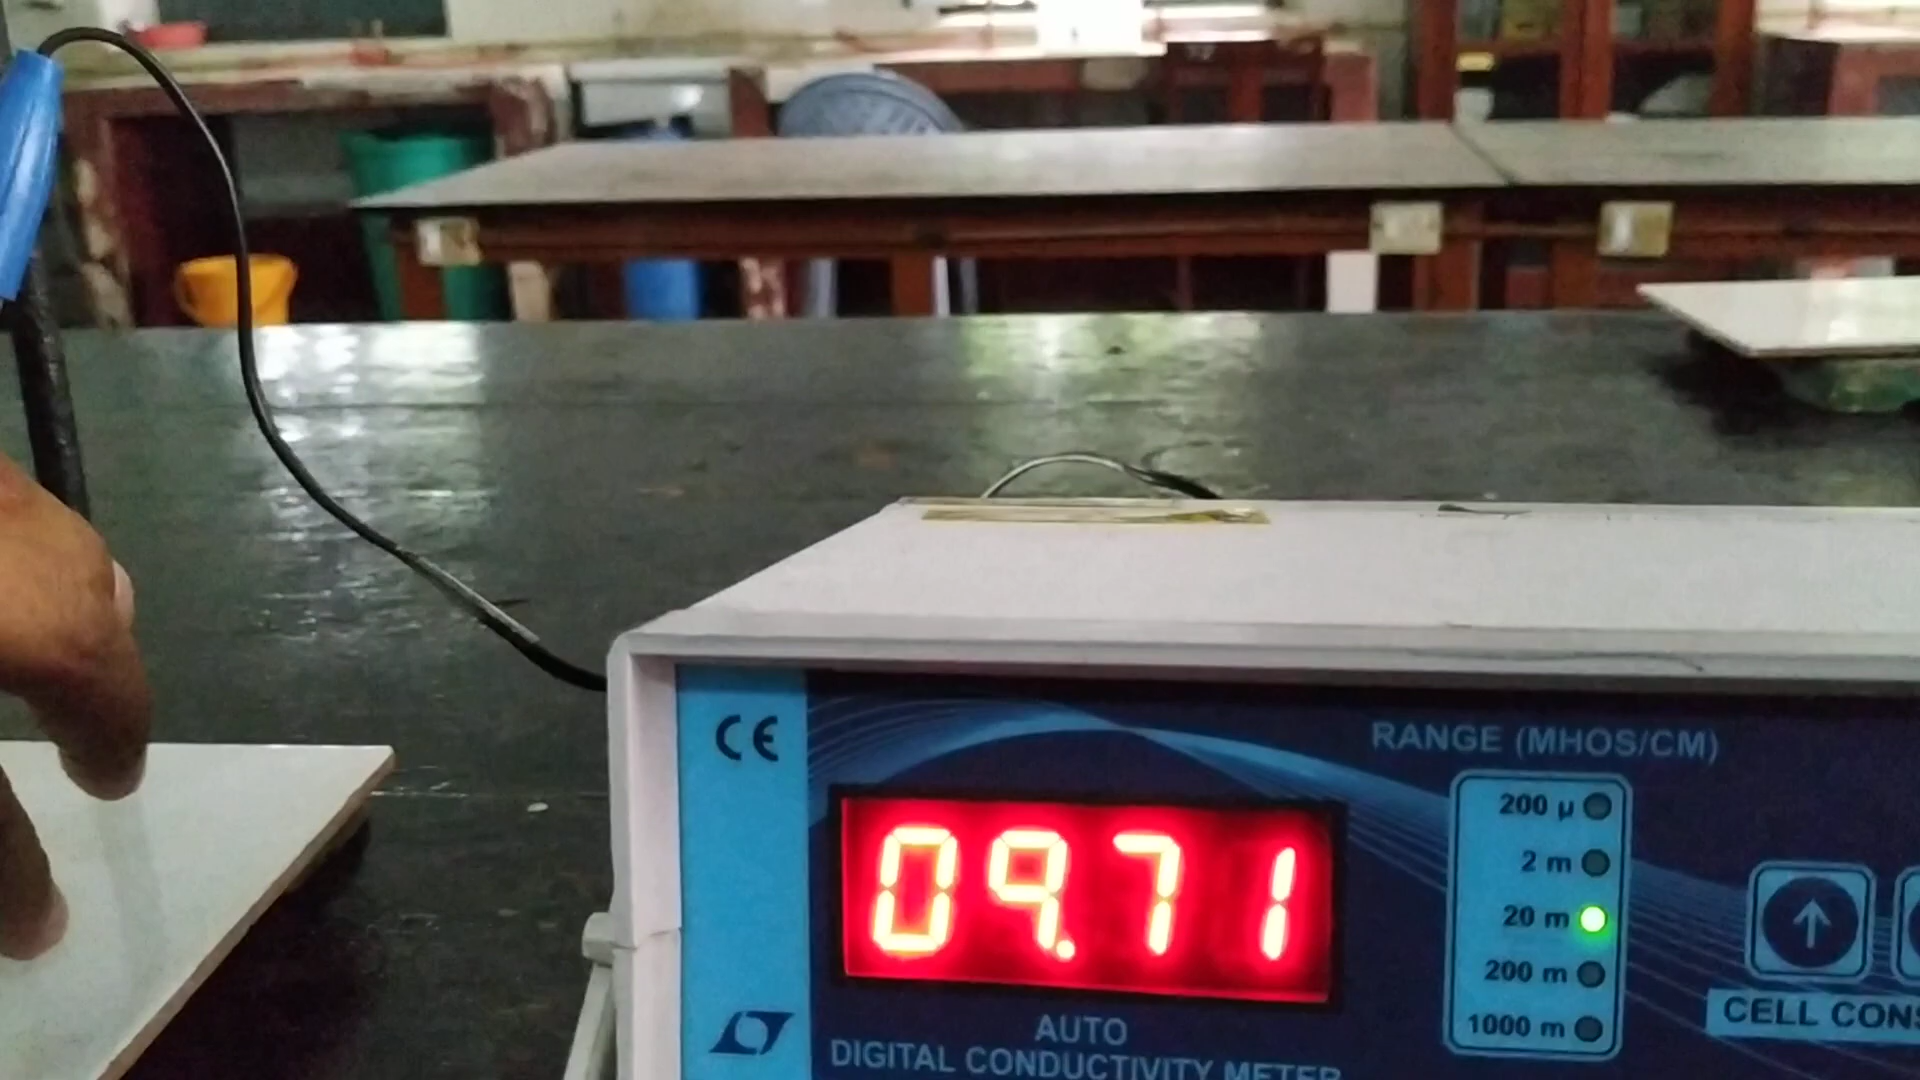 CE
RANGE (MHOS/CM)
09.71
200 µ
2 m
20 m
200 m
1000 m
CELL CONS
AUTO
DIGITAL CONDUCTIVITY METER